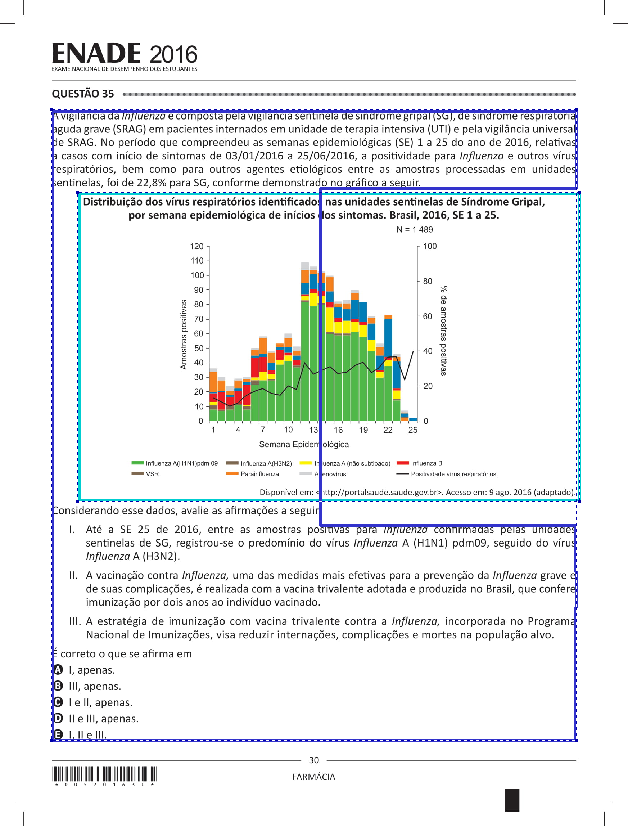 ENADE 2016
EXAME NACIONAL DE DESEMPENHO DOS ESTUDANTES
QUESTÃO 35
A vigilância da Influenza é composta pela vigilância sentinela de síndrome gripal (SG), de síndrome respiratória
aguda grave (SRAG) em pacientes internados em unidade de terapia intensiva (UTI) e pela vigilância universal
de SRAG. No período que compreendeu as semanas epidemiológicas (SE) 1 a 25 do ano de 2016, relativas
a casos com início de sintomas de 03/01/2016 a 25/06/2016, a positividade para Influenza e outros vírus
respiratórios, bem como para outros agentes etiológicos entre as amostras processadas em unidades
sentinelas, foi de 22,8% para SG, conforme demonstrado no gráfico a seguir.
Distribuição dos vírus respiratórios identificados nas unidades sentinelas de Síndrome Gripal,
por semana epidemiológica de inícios dos sintomas. Brasil, 2016, SE 1 a 25.
N = 1 489
120
110
100
90
80
70
60
50
40
30
20
10
0
Amostras positivas
100
80
60
40
20
0
% de amostras positivas
1 4 7 10 13 16 19 22 25
Semana Epidemiológica
Influenza A(H1N1)pdm 09 Influenza A(H3N2) Influenza A (não subtipado) Influenza B
VSR Parainfluenza Adenovírus Positividade vírus respiratórios
Disponível em: <http://portalsaude.saude.gov.br>. Acesso em: 9 ago. 2016 (adaptado).
Considerando esse dados, avalie as afirmações a seguir.
I. Até a SE 25 de 2016, entre as amostras positivas para Influenza confirmadas pelas unidades
sentinelas de SG, registrou-se o predomínio do vírus Influenza A (H1N1) pdm09, seguido do vírus
Influenza A (H3N2).
II. A vacinação contra Influenza, uma das medidas mais efetivas para a prevenção da Influenza grave e
de suas complicações, é realizada com a vacina trivalente adotada e produzida no Brasil, que confere
imunização por dois anos ao indivíduo vacinado.
III. A estratégia de imunização com vacina trivalente contra a Influenza, incorporada no Programa
Nacional de Imunizações, visa reduzir internações, complicações e mortes na população alvo.
É correto o que se afirma em
A I, apenas.
B III, apenas.
C I e II, apenas.
D II e III, apenas.
E I, II e III.
30
FARMÁCIA